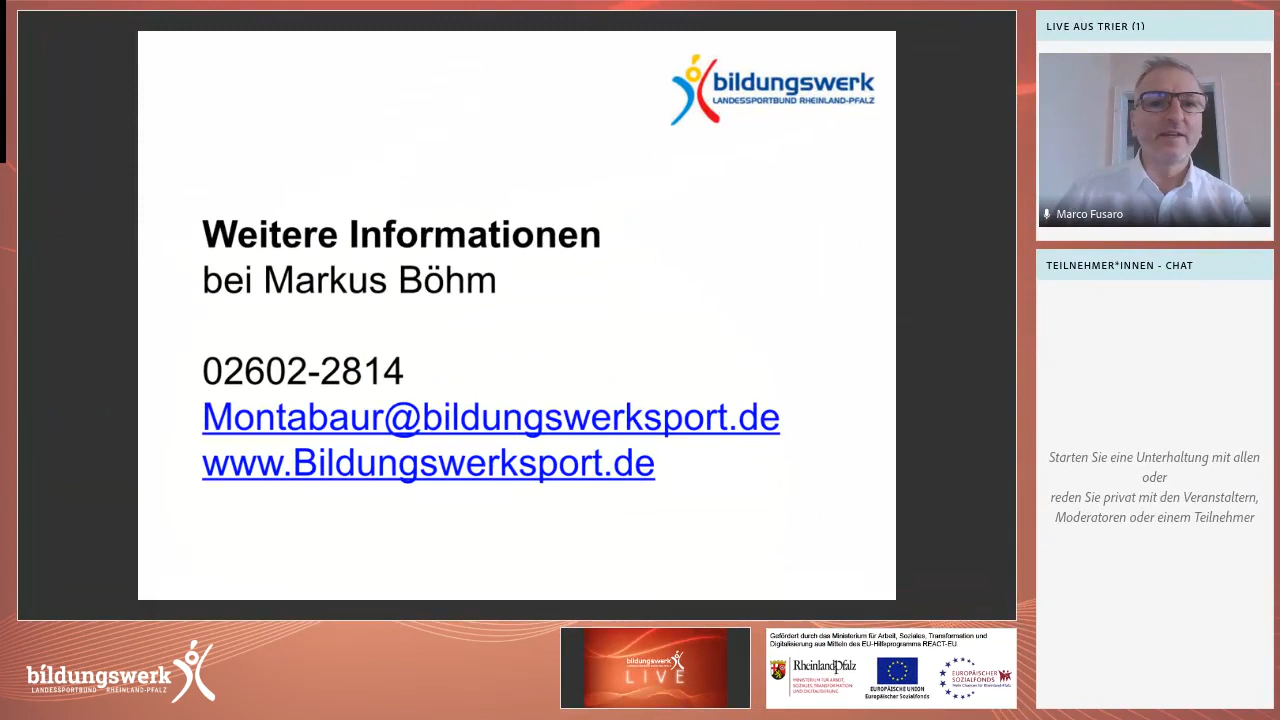 bildungswerk
LANDESSPORTBUND RHEINLAND-PFALZ
Weitere Informationen
bei Markus Böhm
02602-2814
Montabaur@bildungswerksport.de
www.Bildungswerksport.de
LIVE AUS TRIER (1)
Marco Fusaro
TEILNEHMER*INNEN - CHAT
Starten Sie eine Unterhaltung mit allen
oder
reden Sie privat mit den Veranstaltern,
Moderatoren oder einem Teilnehmer
bildungswerk
LANDESSPORTBUND RHEINLAND-PFALZ
bildungswerk
LIVE
Gefördert durch das Ministerium für Arbeit, Soziales, Transformation und
Digitalisierung aus Mitteln des EU-Hilfsprogramms REACT-EU.
RheinlandPfalz
MINISTERIUM FÜR ARBEIT,
SOZIALES, TRANSFORMATION
UND DIGITALISIERUNG
EUROPÄISCHE UNION
Europäischer Sozialfonds
EUROPÄISCHER
SOZIALFONDS
Mehr Chancen für Rheinland-Pfalz